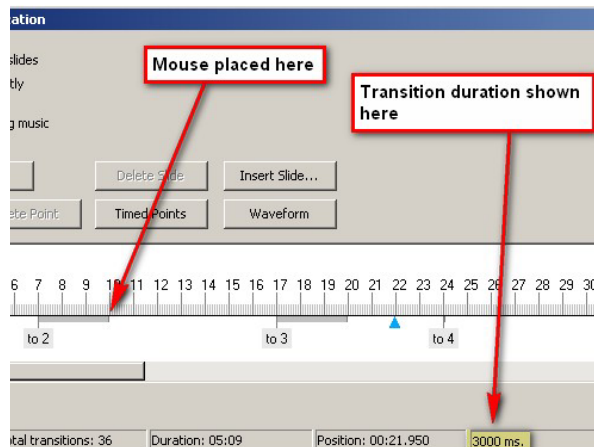 ation
slides
Mouse placed here
tly
Transition duration shown
here
g music
Delete Slide
Insert Slide...
ete Point
Timed Points
Waveform
6 7 8 9 10 11 12 13 14 15 16 17 18 19 20 21 22 23 24 25 26 27 28 29 30
to 2
to 3
to 4
otal transitions: 36
Duration: 05:09
Position: 00:21.950
3000 ms.